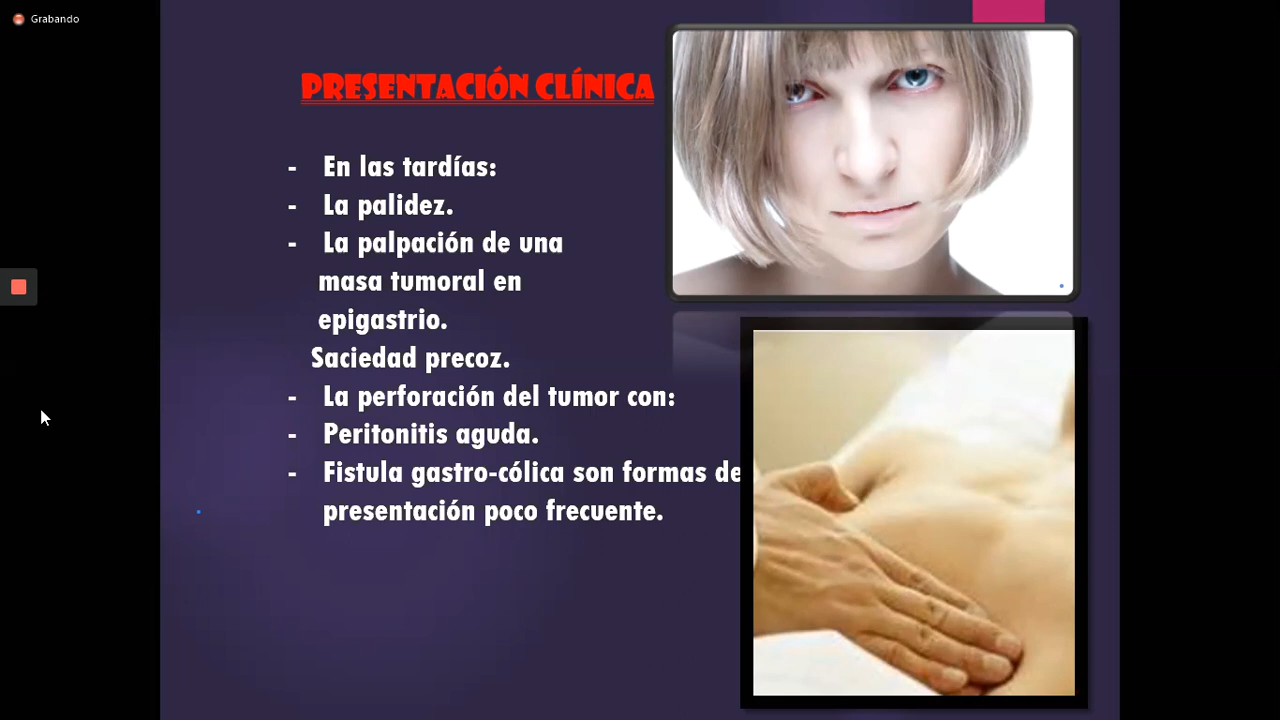 Grabando
PRESENTACIÓN CLÍNICA
- En las tardías:
- La palidez.
- La palpación de una
masa tumoral en
epigastrio.
Saciedad precoz.
- La perforación del tumor con:
- Peritonitis aguda.
- Fistula gastro-cólica son formas de
presentación poco frecuente.